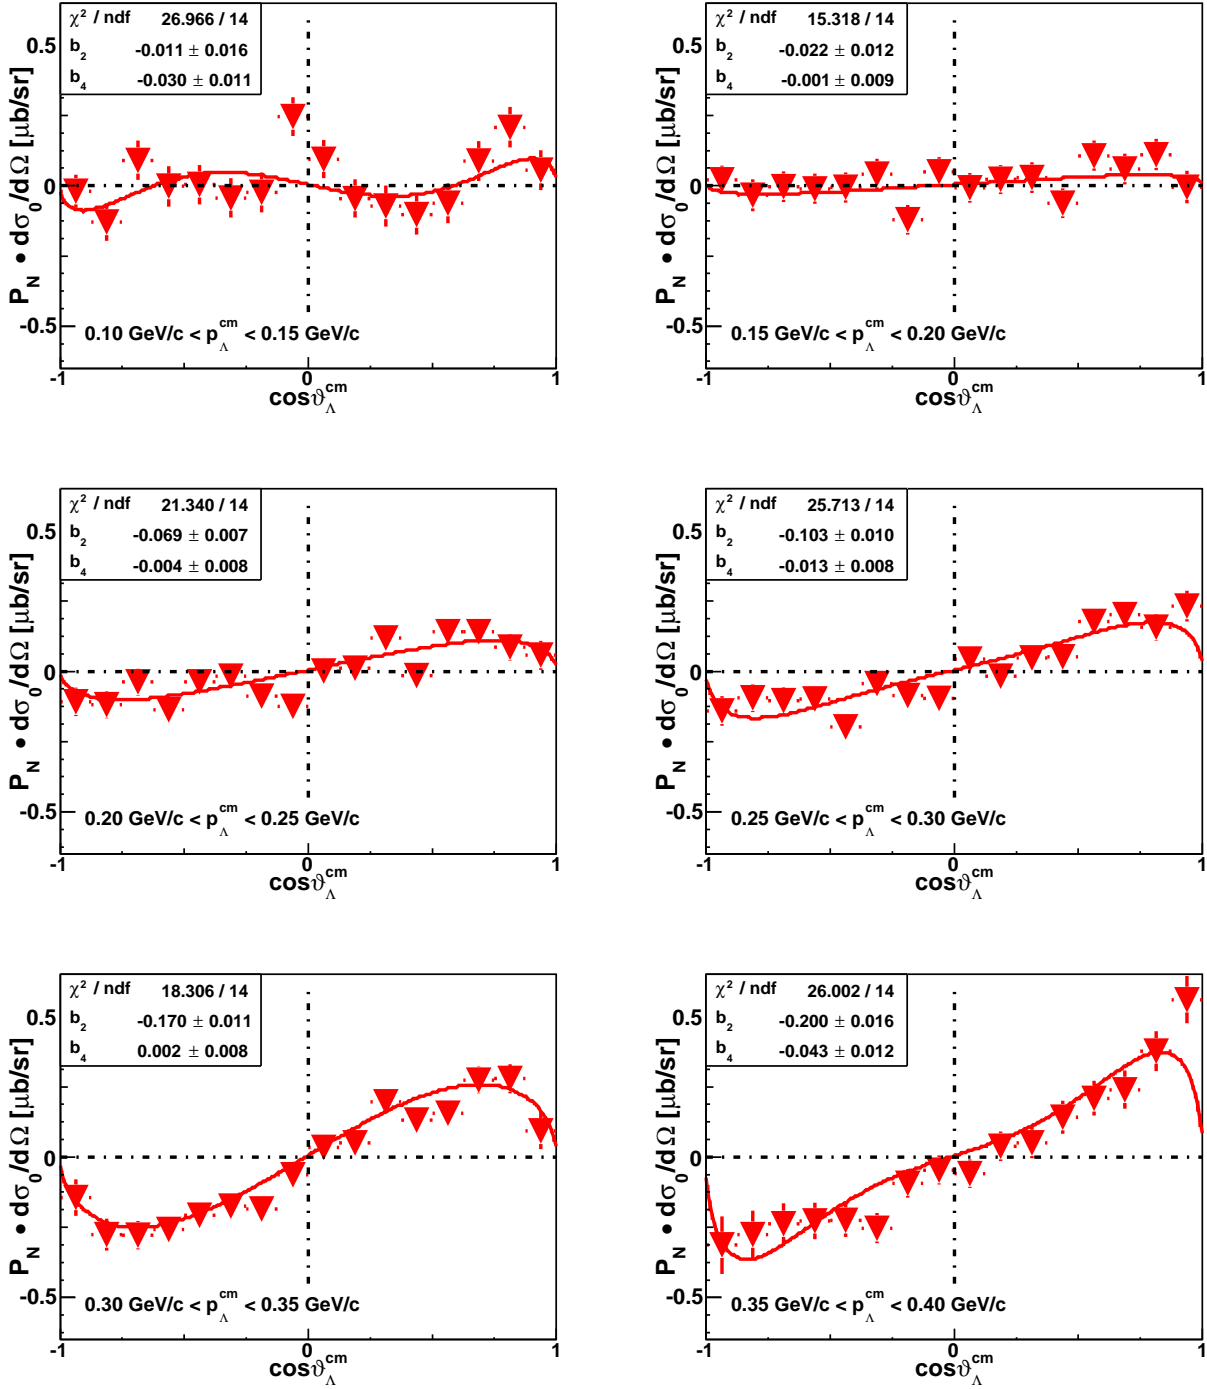 χ² / ndf 26.966 / 14
b₂ -0.011 ± 0.016
b₄ -0.030 ± 0.011
0.5
0
-0.5
P_N • dσ₀/dΩ [μb/sr]
0.10 GeV/c < p_Λ^cm < 0.15 GeV/c
-1 0 1
cosϑ_Λ^cm
χ² / ndf 15.318 / 14
b₂ -0.022 ± 0.012
b₄ -0.001 ± 0.009
0.5
0
-0.5
P_N • dσ₀/dΩ [μb/sr]
0.15 GeV/c < p_Λ^cm < 0.20 GeV/c
-1 0 1
cosϑ_Λ^cm
χ² / ndf 21.340 / 14
b₂ -0.069 ± 0.007
b₄ -0.004 ± 0.008
0.5
0
-0.5
P_N • dσ₀/dΩ [μb/sr]
0.20 GeV/c < p_Λ^cm < 0.25 GeV/c
-1 0 1
cosϑ_Λ^cm
χ² / ndf 25.713 / 14
b₂ -0.103 ± 0.010
b₄ -0.013 ± 0.008
0.5
0
-0.5
P_N • dσ₀/dΩ [μb/sr]
0.25 GeV/c < p_Λ^cm < 0.30 GeV/c
-1 0 1
cosϑ_Λ^cm
χ² / ndf 18.306 / 14
b₂ -0.170 ± 0.011
b₄ 0.002 ± 0.008
0.5
0
-0.5
P_N • dσ₀/dΩ [μb/sr]
0.30 GeV/c < p_Λ^cm < 0.35 GeV/c
-1 0 1
cosϑ_Λ^cm
χ² / ndf 26.002 / 14
b₂ -0.200 ± 0.016
b₄ -0.043 ± 0.012
0.5
0
-0.5
P_N • dσ₀/dΩ [μb/sr]
0.35 GeV/c < p_Λ^cm < 0.40 GeV/c
-1 0 1
cosϑ_Λ^cm